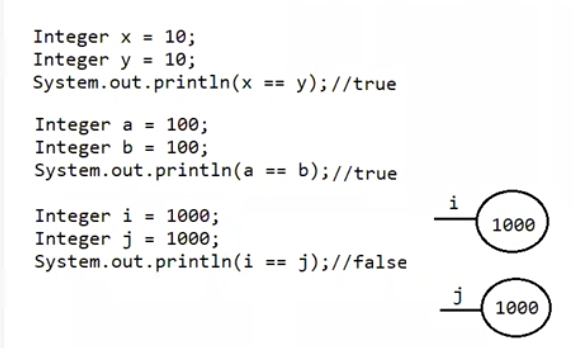 Integer x = 10;
Integer y = 10;
System.out.println(x == y);//true
Integer a = 100;
Integer b = 100;
System.out.println(a == b);//true
Integer i = 1000;
Integer j = 1000;
System.out.println(i == j);//false
i
1000
j
1000